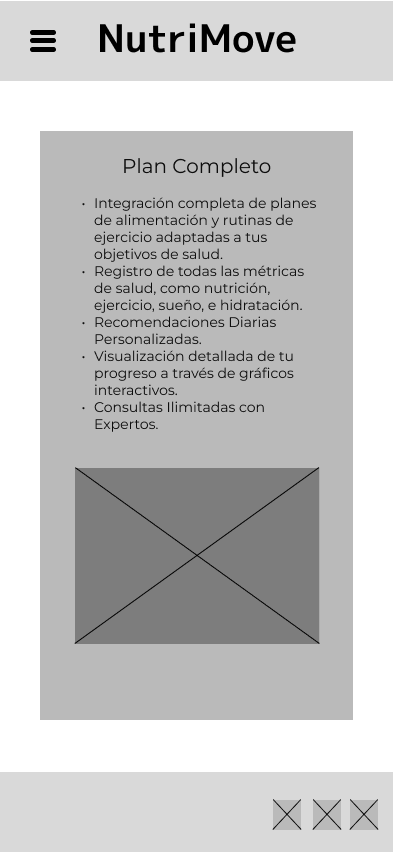 NutriMove
Plan Completo
• Integración completa de planes
de alimentación y rutinas de
ejercicio adaptadas a tus
objetivos de salud.
• Registro de todas las métricas
de salud, como nutrición,
ejercicio, sueño, e hidratación.
• Recomendaciones Diarias
Personalizadas.
• Visualización detallada de tu
progreso a través de gráficos
interactivos.
• Consultas Ilimitadas con
Expertos.